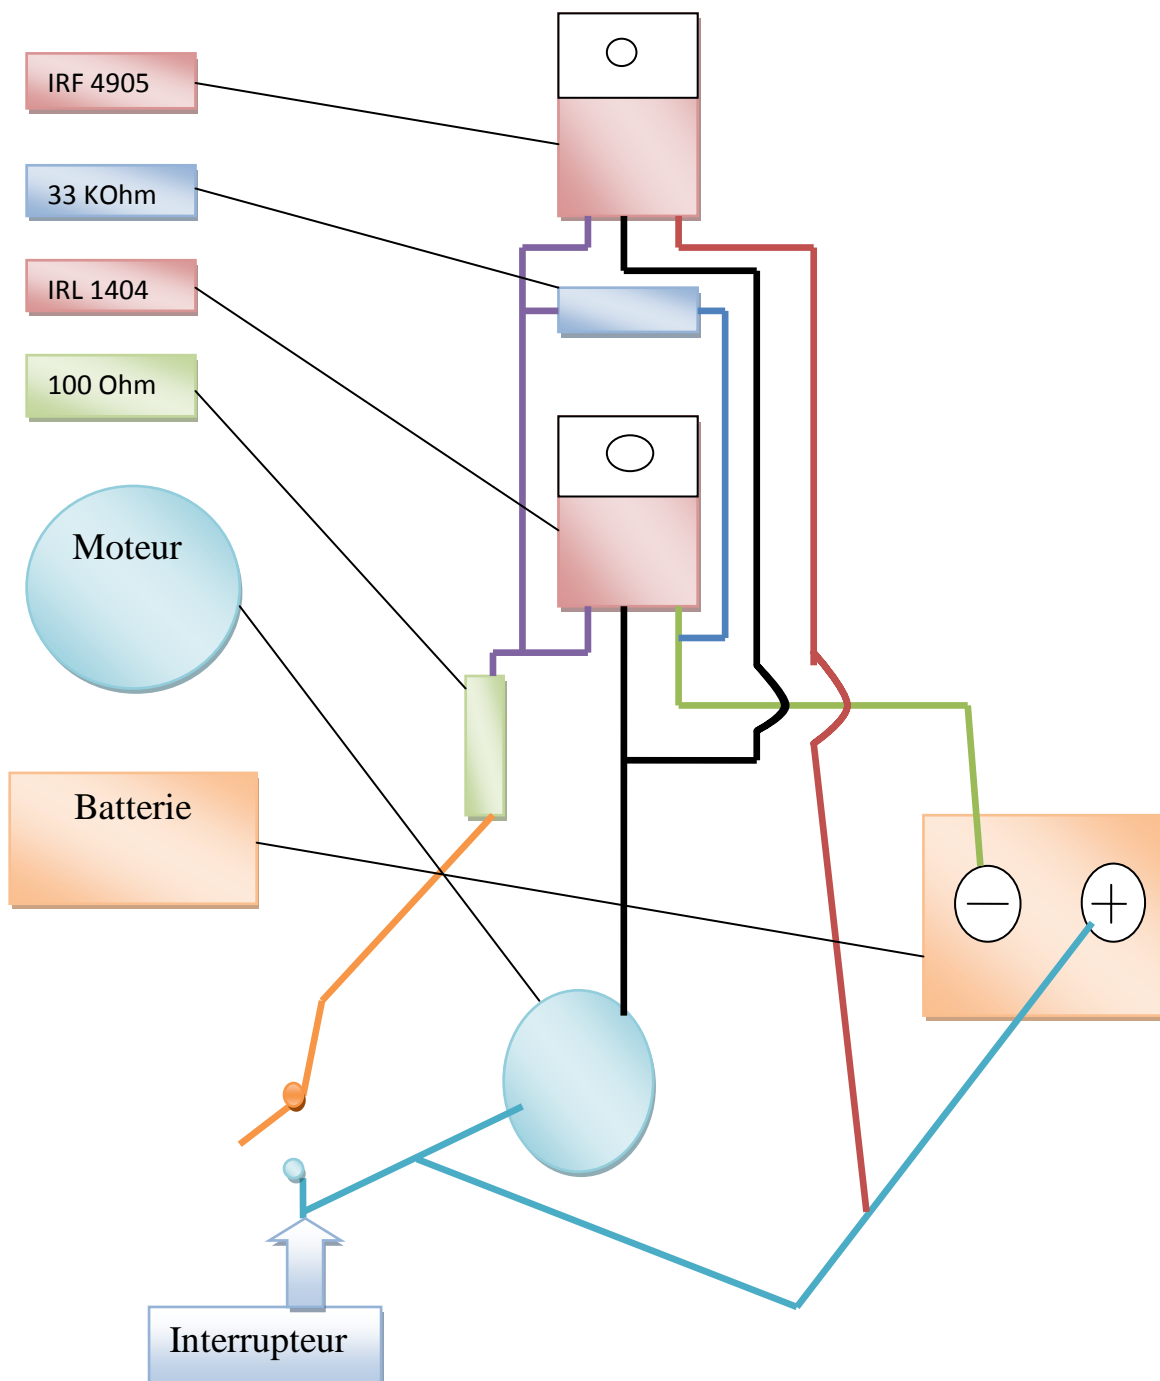 IRF 4905
33 KOhm
IRL 1404
100 Ohm
Moteur
Batterie
Interrupteur